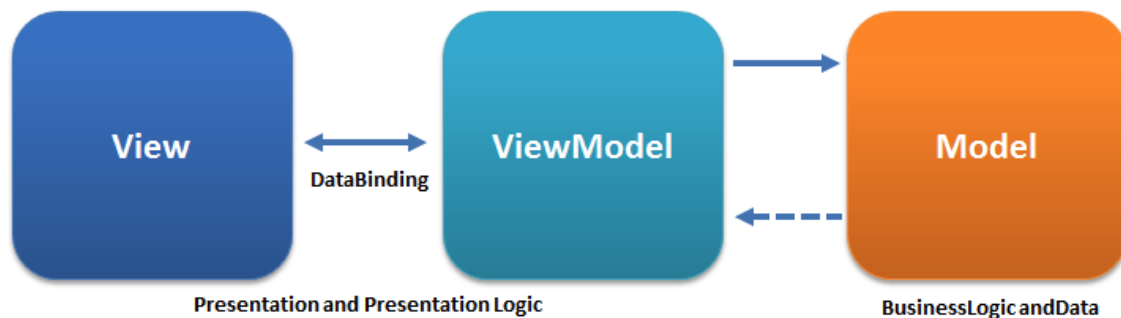 View
ViewModel
Model
DataBinding
Presentation and Presentation Logic
BusinessLogic andData